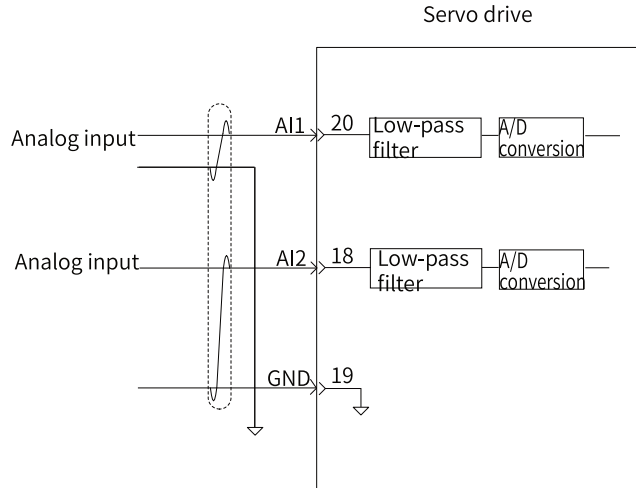 Servo drive
AI1
20
Low-pass
filter
A/D
conversion
Analog input
AI2
18
Low-pass
filter
A/D
conversion
Analog input
GND
19